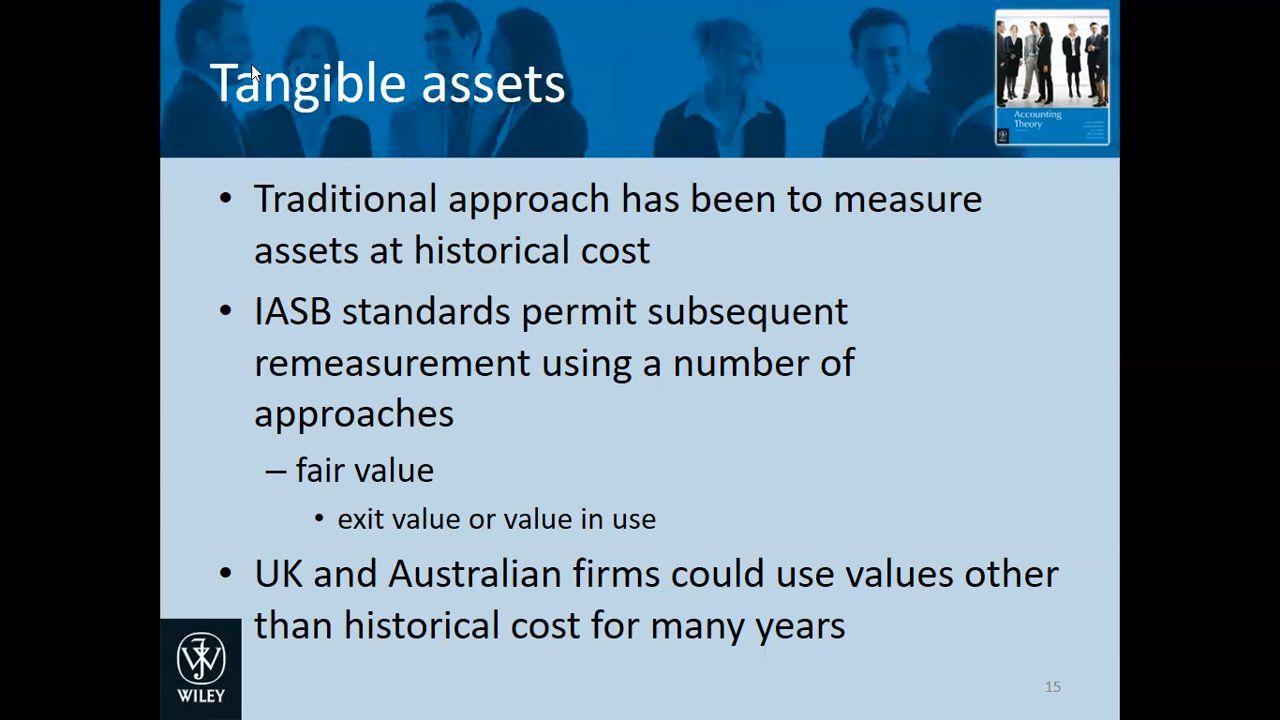 Tangible assets
Accounting
Theory
• Traditional approach has been to measure
assets at historical cost
• IASB standards permit subsequent
remeasurement using a number of
approaches
– fair value
• exit value or value in use
• UK and Australian firms could use values other
than historical cost for many years
WILEY
15